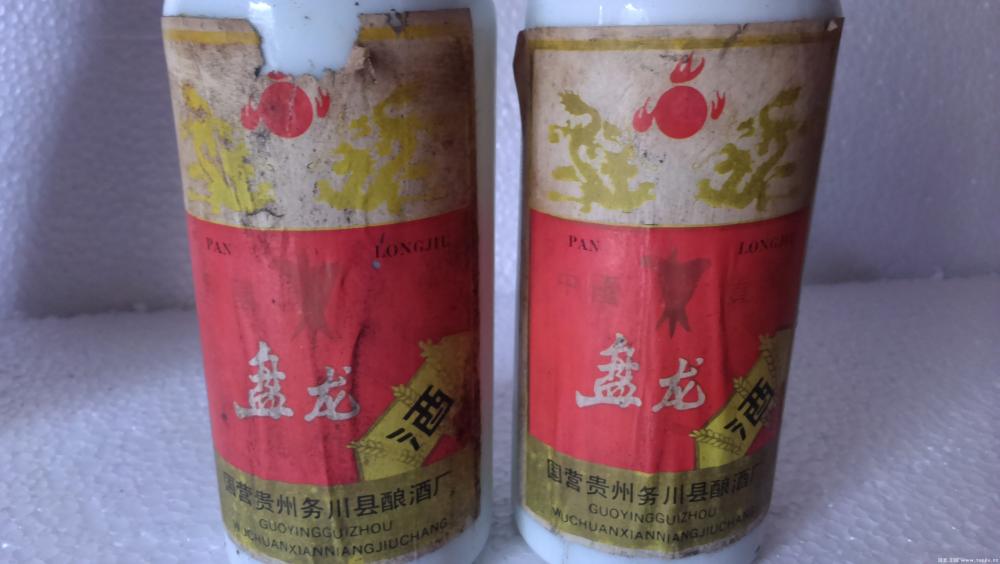 PAN LONGJIU
盘龙
酒
国营贵州务川县酿酒厂
GUOYINGGUIZHOU
WUCHUANXIANNIANGJIUCHANG
PAN LONGJIU
中
盘龙
酒
国营贵州务川县酿酒厂
GUOYINGGUIZHOU
WUCHUANXIANNIANGJIUCHANG